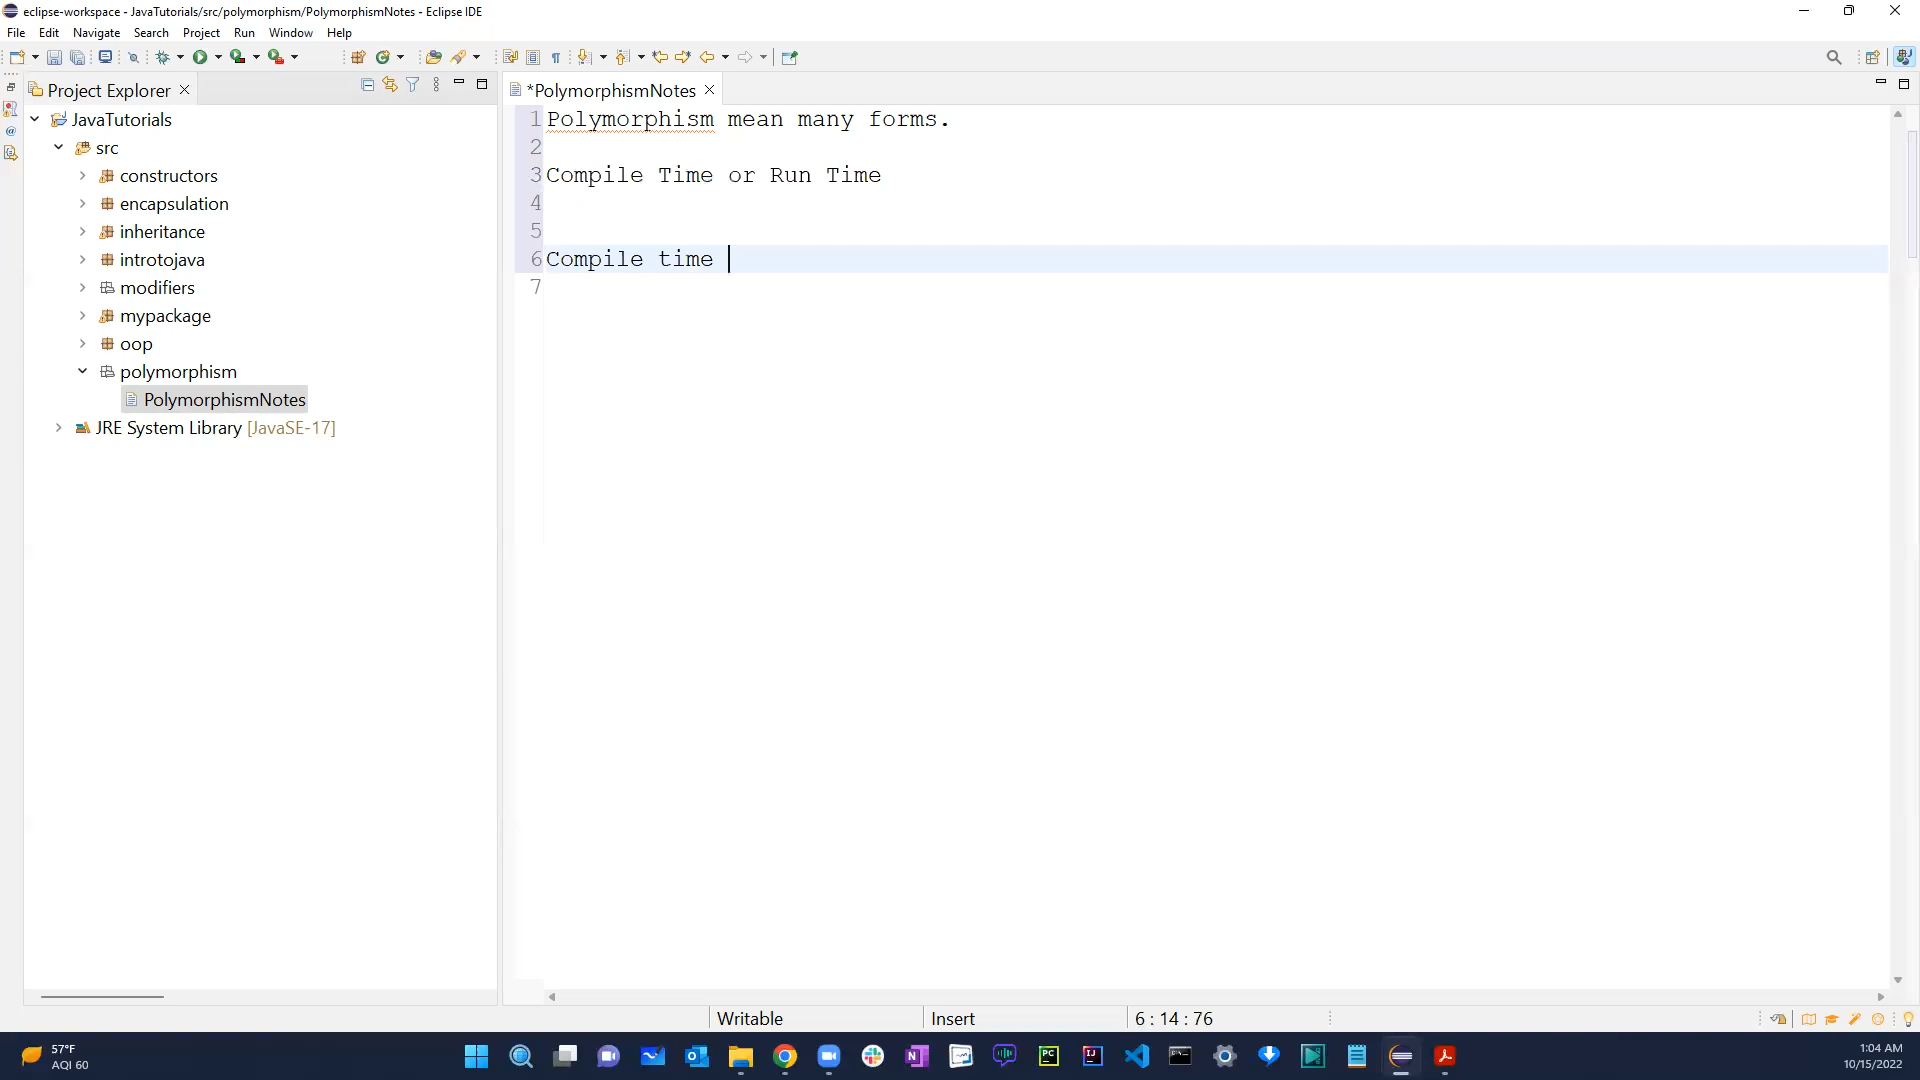 eclipse-workspace - JavaTutorials/src/polymorphism/PolymorphismNotes - Eclipse IDE
File Edit Navigate Search Project Run Window Help
Project Explorer
*PolymorphismNotes
JavaTutorials
src
constructors
encapsulation
inheritance
introtojava
modifiers
mypackage
oop
polymorphism
PolymorphismNotes
JRE System Library [JavaSE-17]
1 Polymorphism mean many forms.
2
3 Compile Time or Run Time
4
5
6 Compile time
7
Writable Insert 6 : 14 : 76
57°F
AQI 60
1:04 AM
10/15/2022